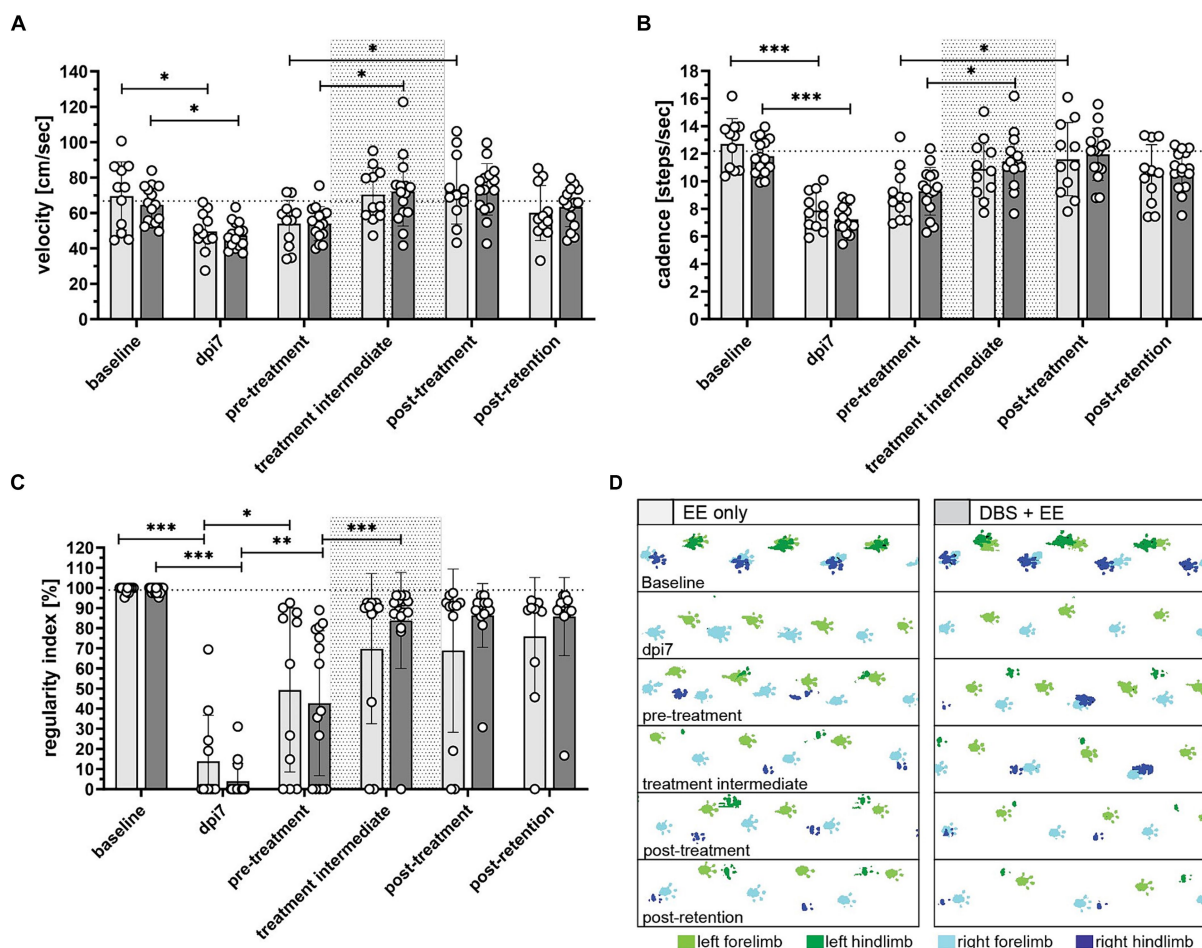 A
velocity [cm/sec]
140
120
100
80
60
40
20
0
*
*
*
*
baseline
dpi7
pre-treatment
treatment intermediate
post-treatment
post-retention
B
cadence [steps/sec]
18
16
14
12
10
8
6
4
2
0
***
***
*
*
baseline
dpi7
pre-treatment
treatment intermediate
post-treatment
post-retention
C
regularity index [%]
120
110
100
90
80
70
60
50
40
30
20
10
0
***
*
***
***
**
baseline
dpi7
pre-treatment
treatment intermediate
post-treatment
post-retention
D
EE only
DBS + EE
Baseline
dpi7
pre-treatment
treatment intermediate
post-treatment
post-retention
left forelimb
left hindlimb
right forelimb
right hindlimb